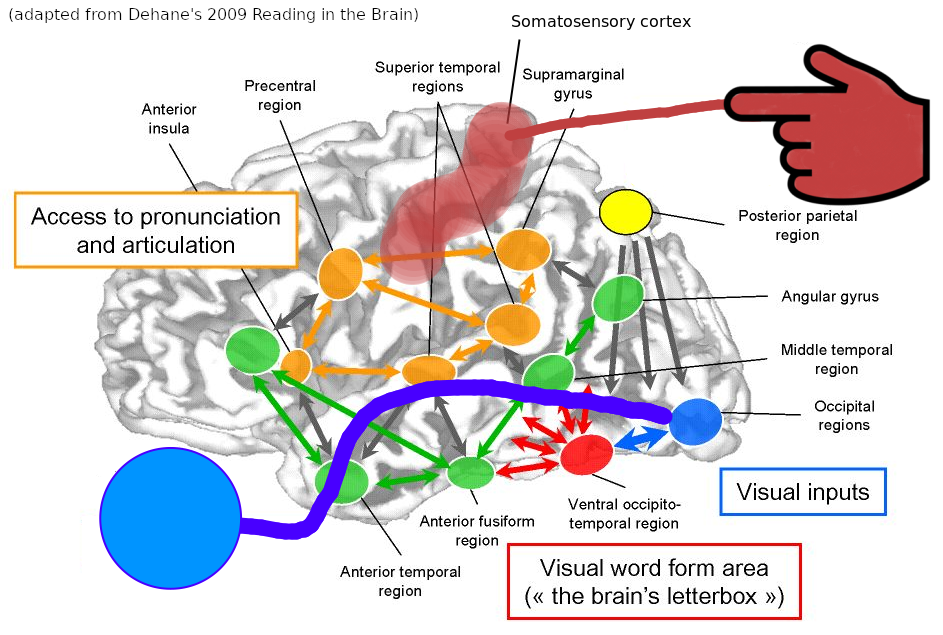 (adapted from Dehane's 2009 Reading in the Brain)
Somatosensory cortex
Superior temporal
regions
Supramarginal
gyrus
Precentral
region
Anterior
insula
Access to pronunciation
and articulation
Posterior parietal
region
Angular gyrus
Middle temporal
region
Occipital
regions
Visual inputs
Ventral occipito-
temporal region
Anterior fusiform
region
Anterior temporal
region
Visual word form area
(« the brain's letterbox »)